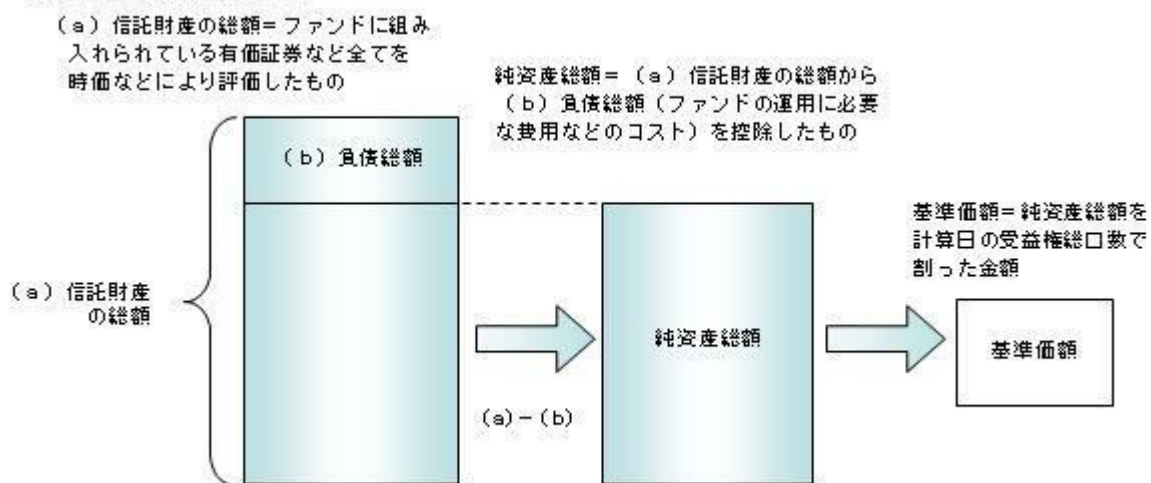 (a)信託財産の総額=ファンドに組み
入れられている有価証券など全てを
時価などにより評価したもの
純資産総額=(a)信託財産の総額から
(b)負債総額(ファンドの運用に必要
な費用などのコスト)を控除したもの
(b)負債総額
基準価額=純資産総額を
計算日の受益権総口数で
割った金額
(a)信託財産
の総額
純資産総額
基準価額
(a)-(b)